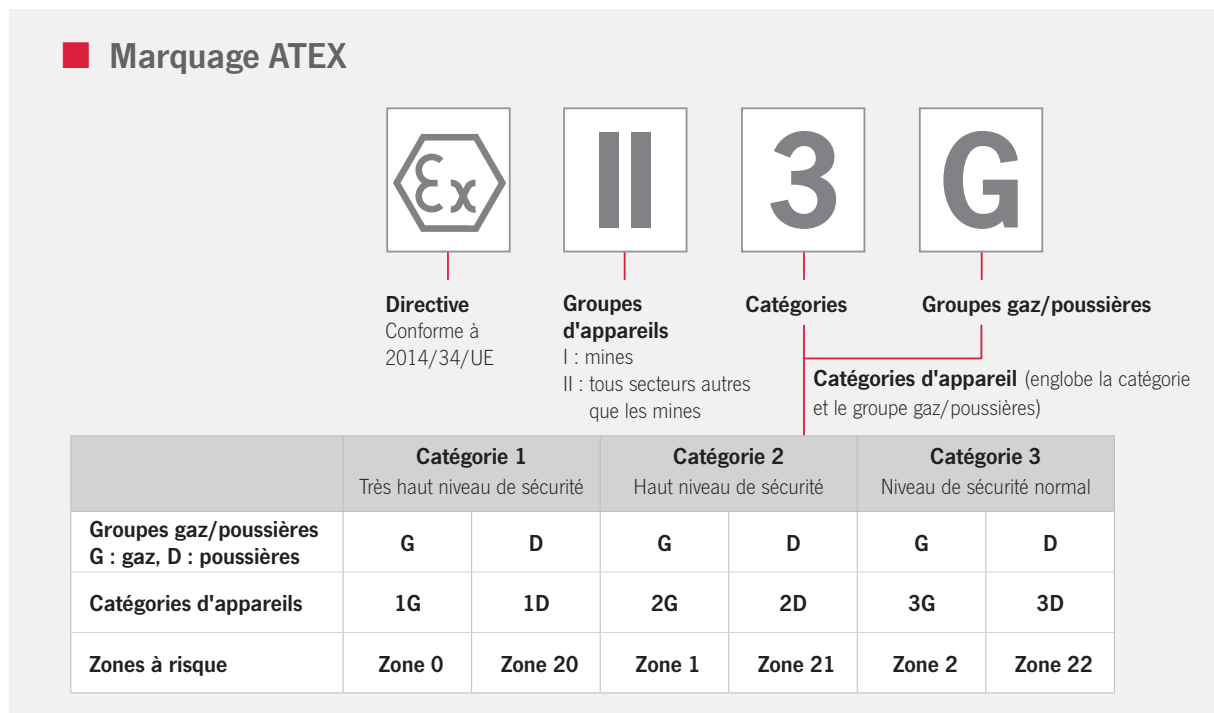 Marquage ATEX
Ex II 3 G
Directive
Conforme à
2014/34/UE
Groupes
d'appareils
I : mines
II : tous secteurs autres
que les mines
Catégories
Groupes gaz/poussières
Catégories d'appareil (englobe la catégorie
et le groupe gaz/poussières)
Catégorie 1 Catégorie 2 Catégorie 3
Très haut niveau de sécurité Haut niveau de sécurité Niveau de sécurité normal
Groupes gaz/poussières
G : gaz, D : poussières G D G D G D
Catégories d'appareils 1G 1D 2G 2D 3G 3D
Zones à risque Zone 0 Zone 20 Zone 1 Zone 21 Zone 2 Zone 22